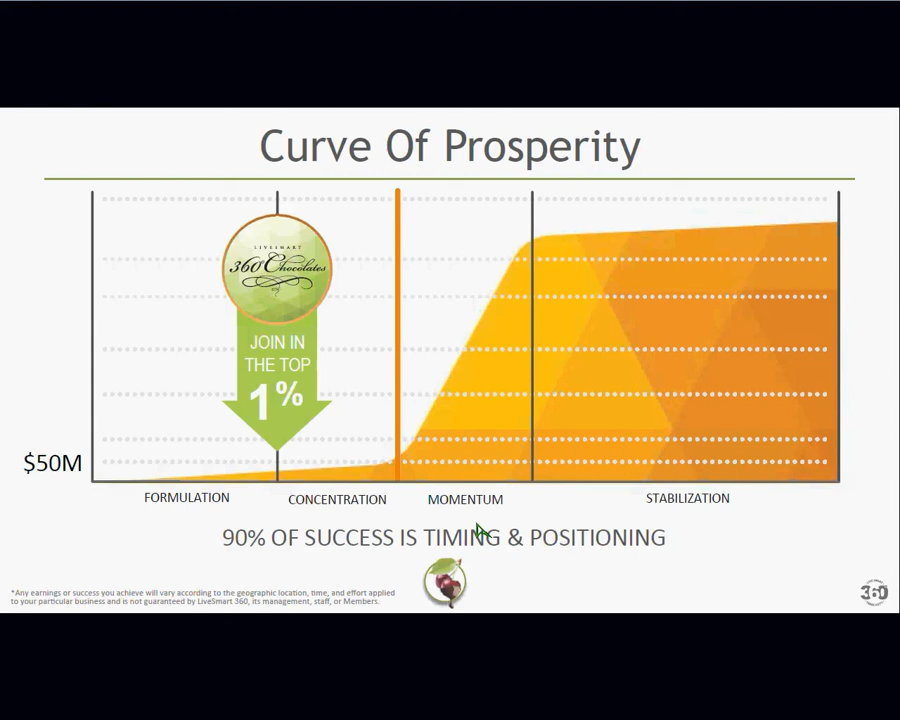 Curve Of Prosperity
LIVESMART
360°Chocolates
JOIN IN
THE TOP
1%
$50M
FORMULATION
CONCENTRATION
MOMENTUM
STABILIZATION
90% OF SUCCESS IS TIMING & POSITIONING
*Any earnings or success you achieve will vary according to the geographic location, time, and effort applied
to your particular business and is not guaranteed by LiveSmart 360, its management, staff, or Members.
360